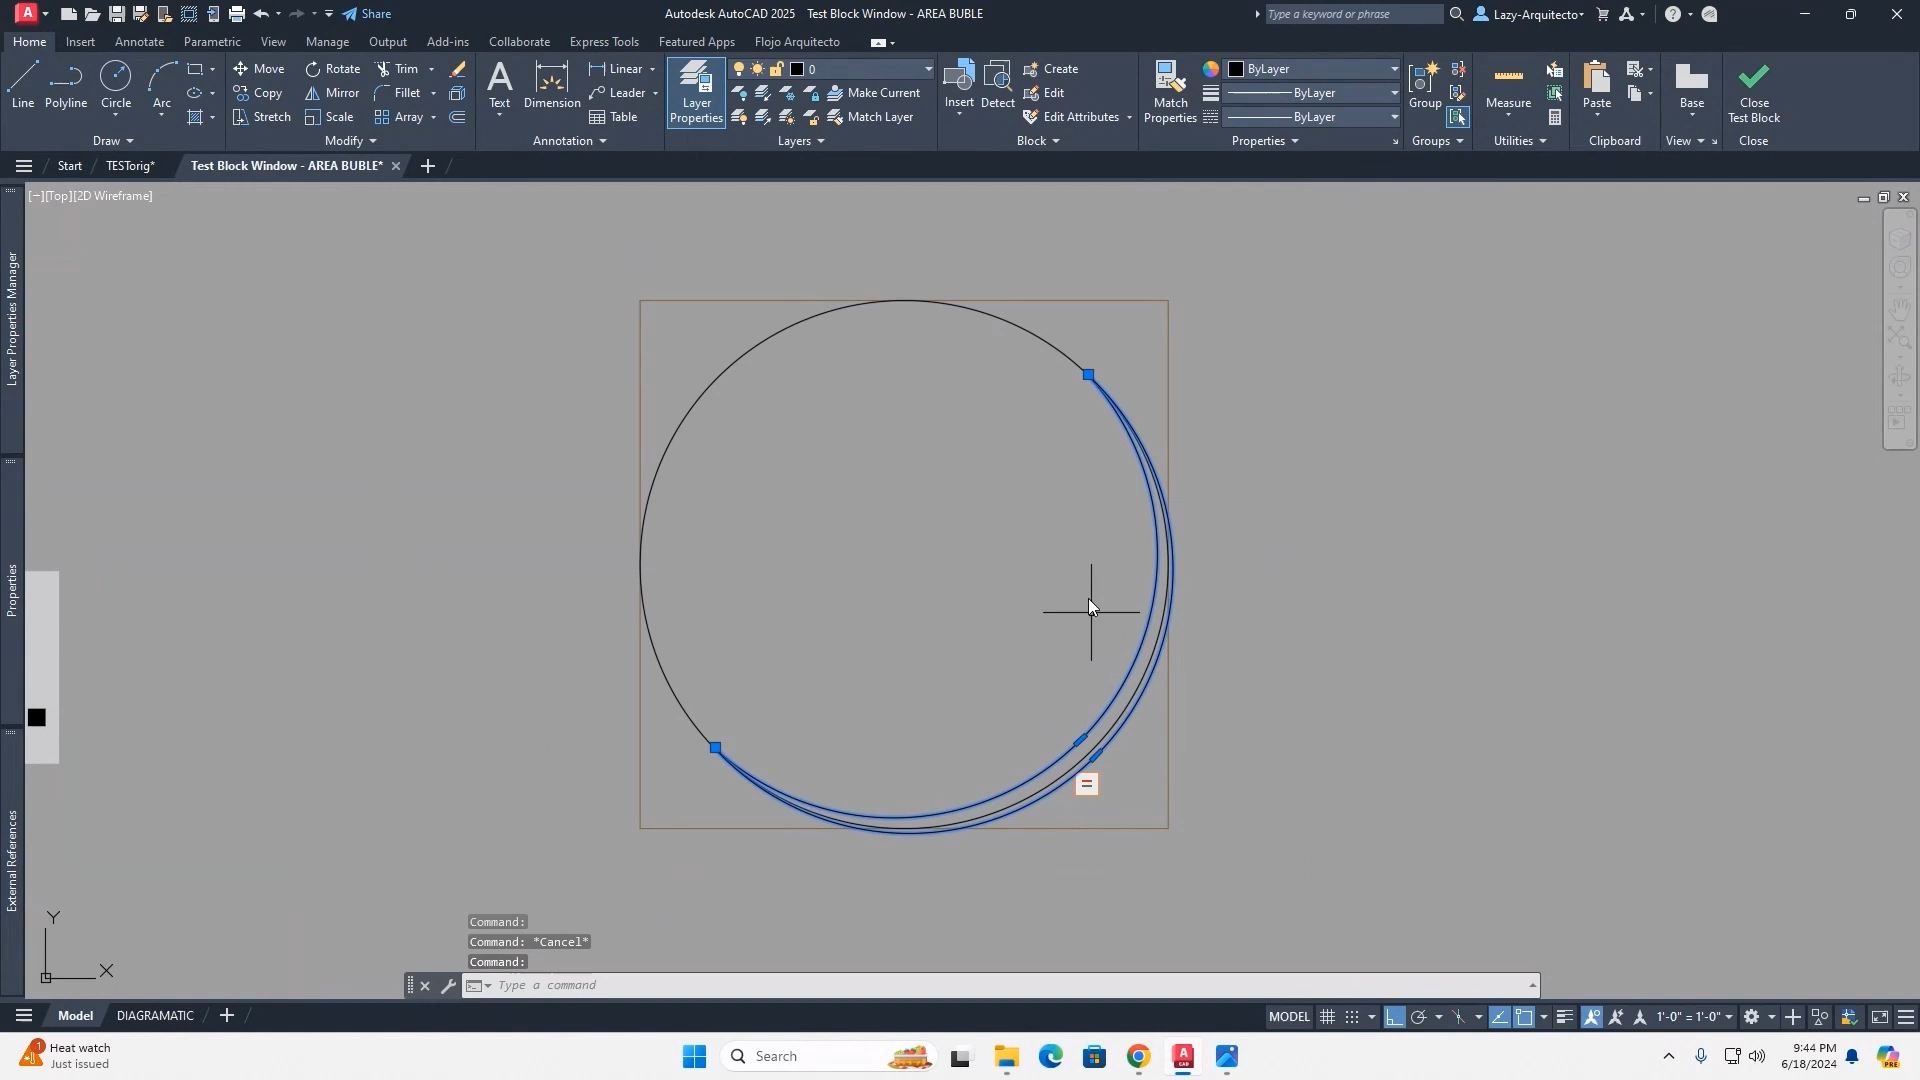 Share
Autodesk AutoCAD 2025 Test Block Window - AREA BUBLE
Type a keyword or phrase
Lazy-Arquitecto
Home Insert Annotate Parametric View Manage Output Add-ins Collaborate Express Tools Featured Apps Flojo Arquitecto
Line Polyline Circle Arc
Move Rotate Trim
Copy Mirror Fillet
Stretch Scale Array
Text Dimension
Linear
Leader
Table
Layer Properties
0
Make Current
Match Layer
Insert Detect
Create
Edit
Edit Attributes
Match Properties
ByLayer
ByLayer
ByLayer
Group
Measure
Paste
Base
Close Test Block
Draw Modify Annotation Layers Block Properties Groups Utilities Clipboard View Close
Start TESTorig* Test Block Window - AREA BUBLE*
[−][Top][2D Wireframe]
Layer Properties Manager
Properties
External References
Y
X
Command:
Command: *Cancel*
Command:
Type a command
Model DIAGRAMATIC
MODEL
1'-0" = 1'-0"
Heat watch
Just issued
Search
9:44 PM
6/18/2024